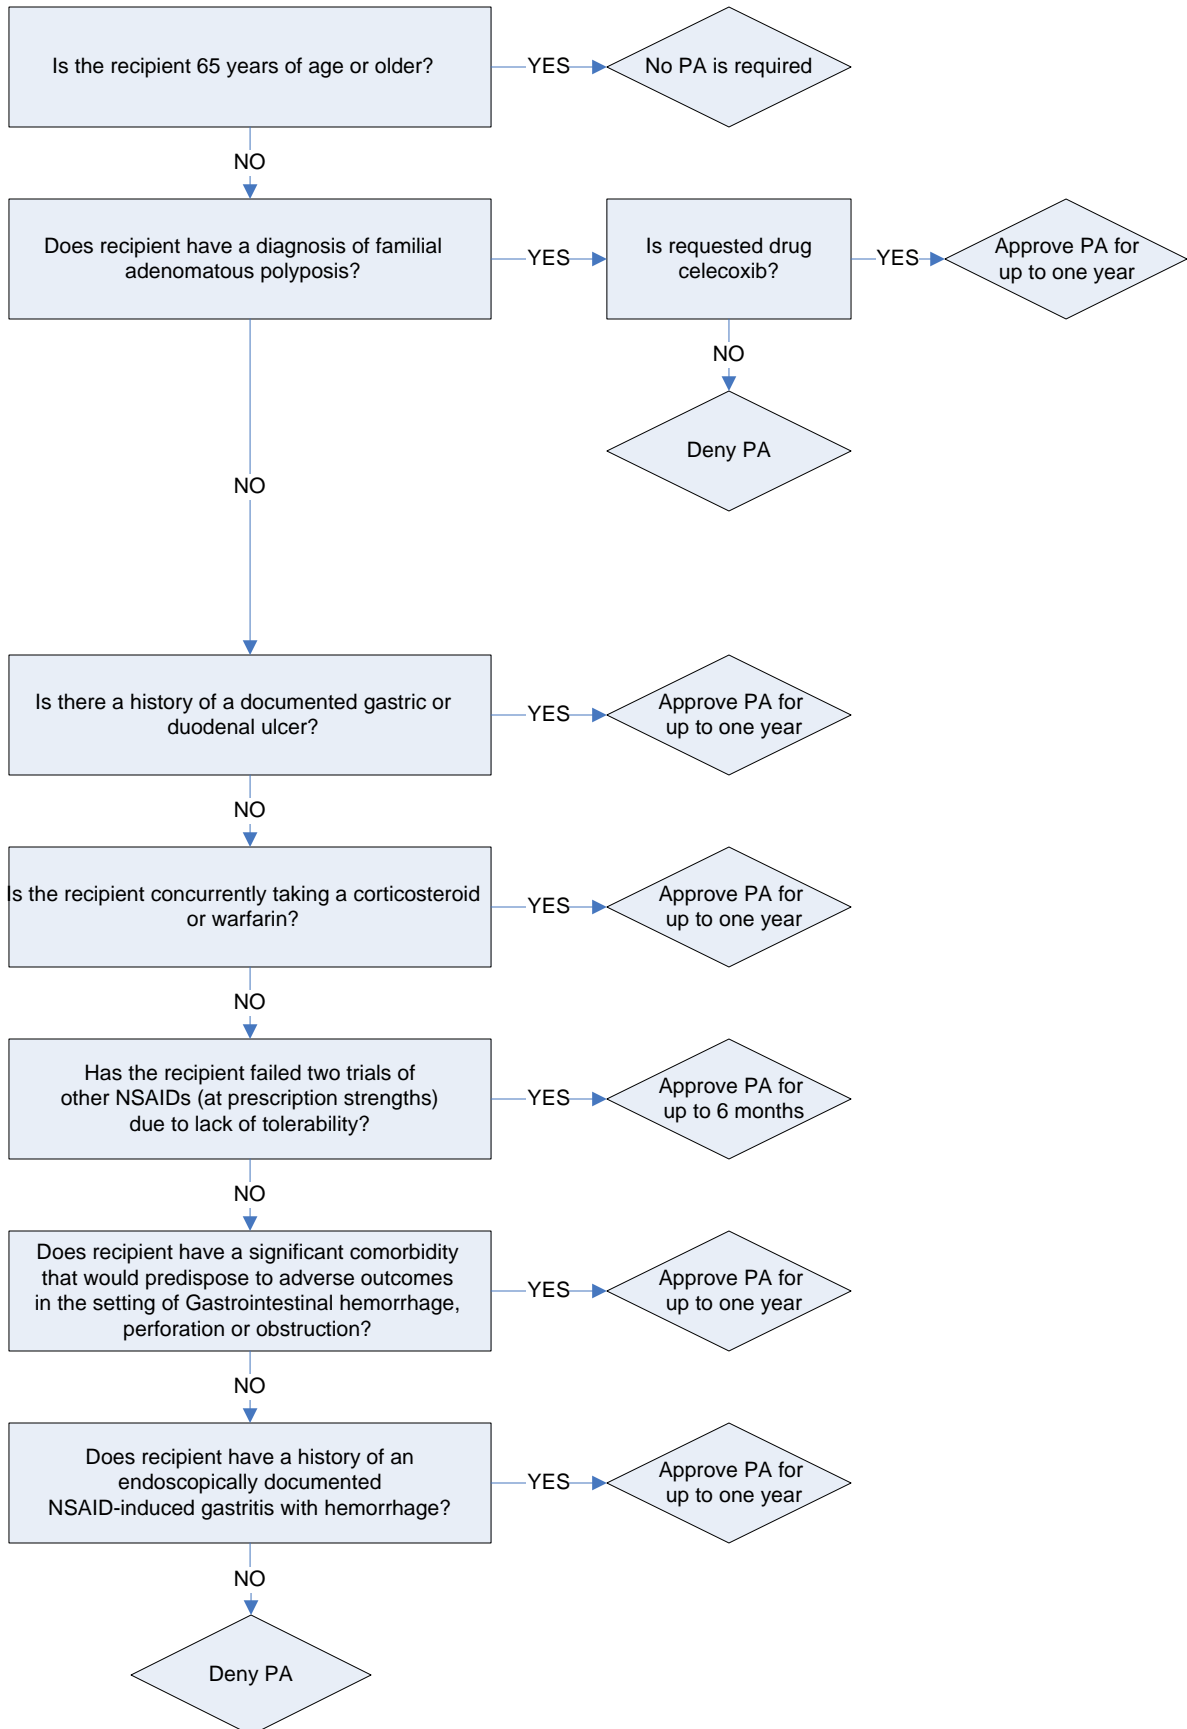 Is the recipient 65 years of age or older?
YES
No PA is required
NO
Does recipient have a diagnosis of familial
adenomatous polyposis?
YES
Is requested drug
celecoxib?
YES
Approve PA for
up to one year
NO
Deny PA
NO
Is there a history of a documented gastric or
duodenal ulcer?
YES
Approve PA for
up to one year
NO
Is the recipient concurrently taking a corticosteroid
or warfarin?
YES
Approve PA for
up to one year
NO
Has the recipient failed two trials of
other NSAIDs (at prescription strengths)
due to lack of tolerability?
YES
Approve PA for
up to 6 months
NO
Does recipient have a significant comorbidity
that would predispose to adverse outcomes
in the setting of Gastrointestinal hemorrhage,
perforation or obstruction?
YES
Approve PA for
up to one year
NO
Does recipient have a history of an
endoscopically documented
NSAID-induced gastritis with hemorrhage?
YES
Approve PA for
up to one year
NO
Deny PA